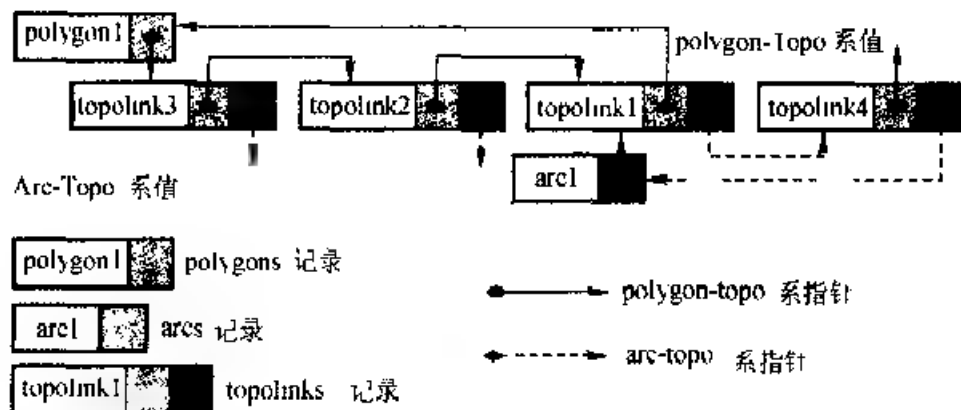 polygon1
polygon-Topo 系值
topolink3
topolink2
topolink1
topolink4
arc1
Arc-Topo 系值
polygon1
polygons 记录
polygon-topo 系指针
arc1
arcs 记录
arc-topo 系指针
topolink1
topolinks 记录